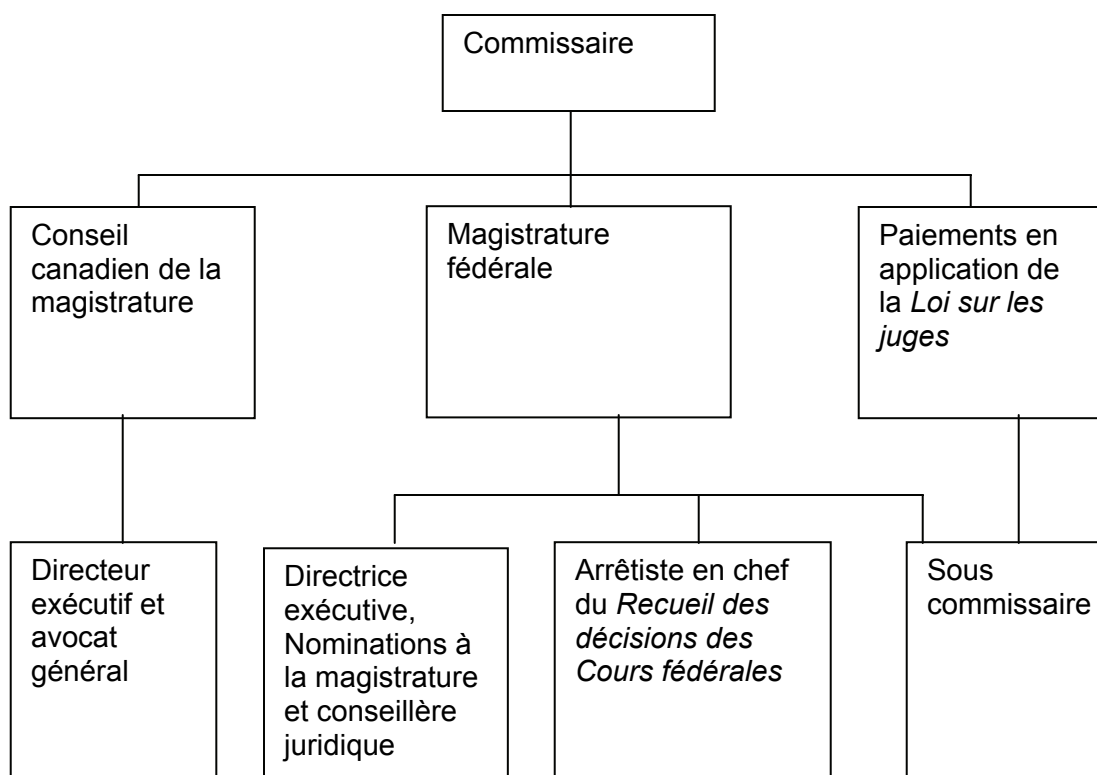 Commissaire
Conseil
canadien de la
magistrature
Magistrature
fédérale
Paiements en
application de
la Loi sur les
juges
Directeur
exécutif et
avocat
général
Directrice
exécutive,
Nominations à
la magistrature
et conseillère
juridique
Arrêtiste en chef
du Recueil des
décisions des
Cours fédérales
Sous
commissaire